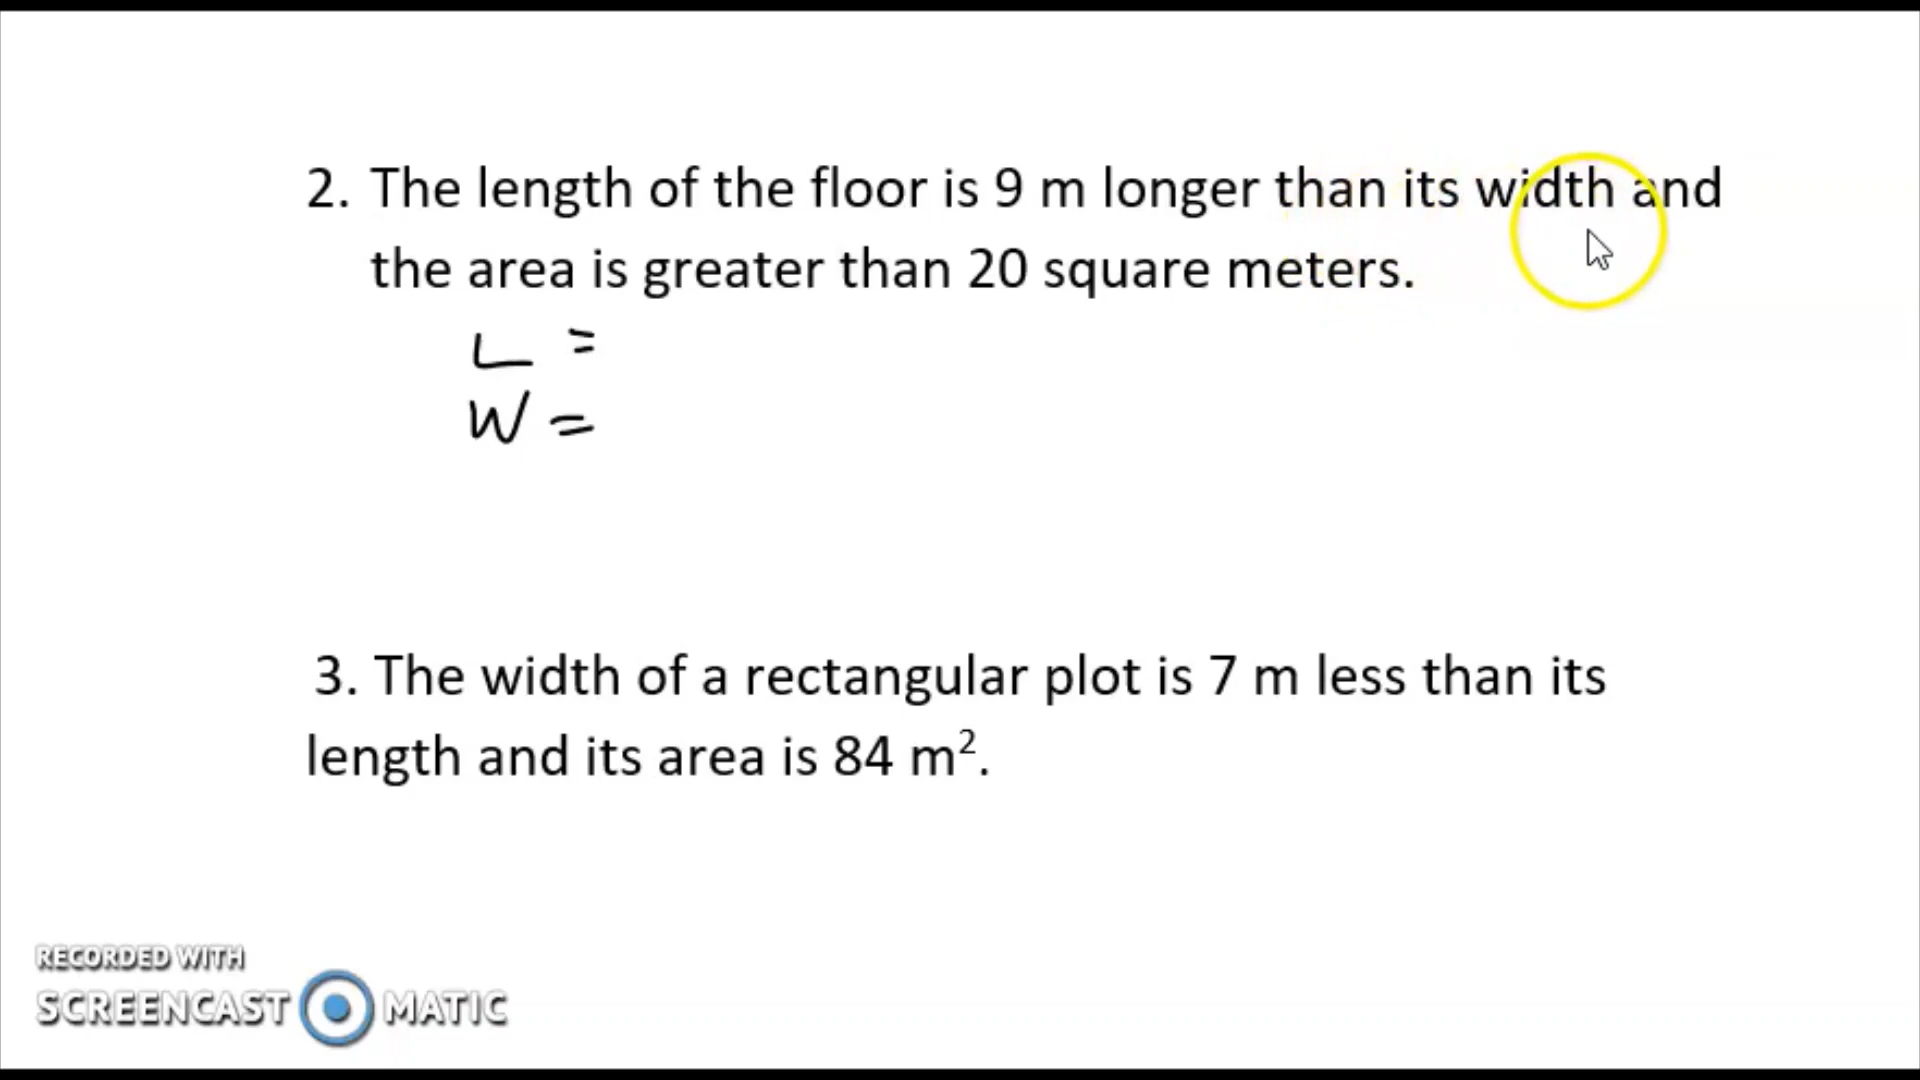 2. The length of the floor is 9 m longer than its width and
the area is greater than 20 square meters.
L =
W =
3. The width of a rectangular plot is 7 m less than its
length and its area is 84 m².
RECORDED WITH
SCREENCAST MATIC